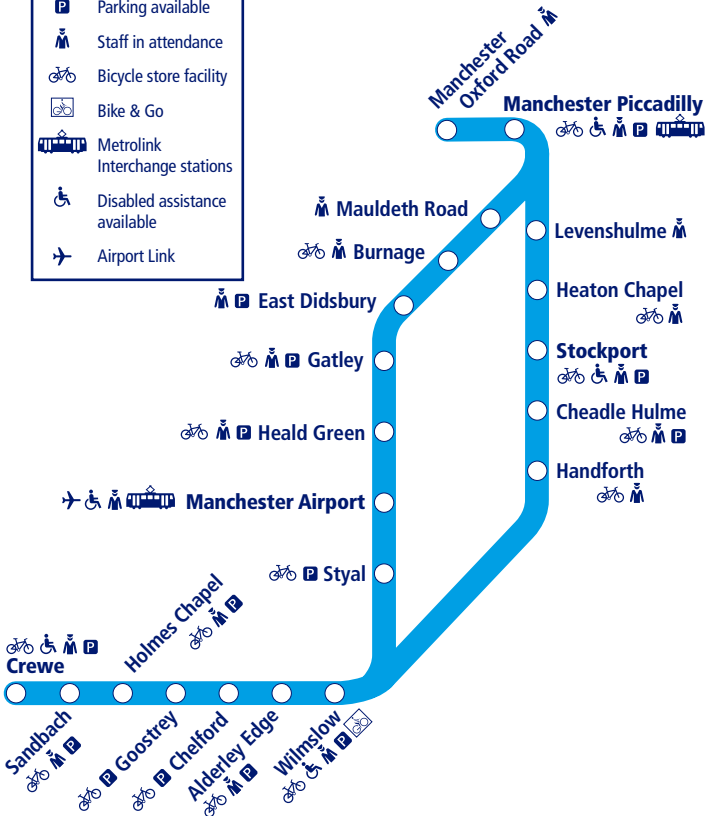 P Parking available
Staff in attendance
Bicycle store facility
Bike & Go
Metrolink
Interchange stations
Disabled assistance
available
Airport Link
Manchester
Oxford Road
Manchester Piccadilly
P
Mauldeth Road
Levenshulme
Burnage
Heaton Chapel
P East Didsbury
Stockport
P
P Gatley
Cheadle Hulme
P
P Heald Green
Handforth
Manchester Airport
P Styal
Holmes Chapel
P
P
Crewe
Sandbach
P
P Goostrey
P Chelford
Alderley Edge
P
Wilmslow
P